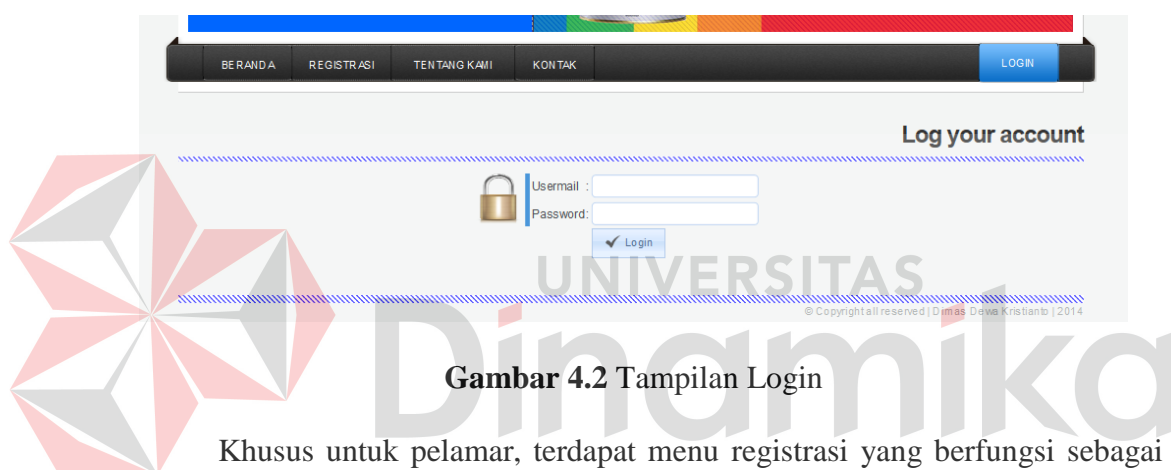 BERANDA REGISTRASI TENTANG KAMI KONTAK LOGIN
Log your account
Usermail :
Password:
Login
UNIVERSITAS
© Copyright all reserved | Dimas Dewa Kristianto | 2014
Dinamika
Gambar 4.2 Tampilan Login
Khusus untuk pelamar, terdapat menu registrasi yang berfungsi sebagai